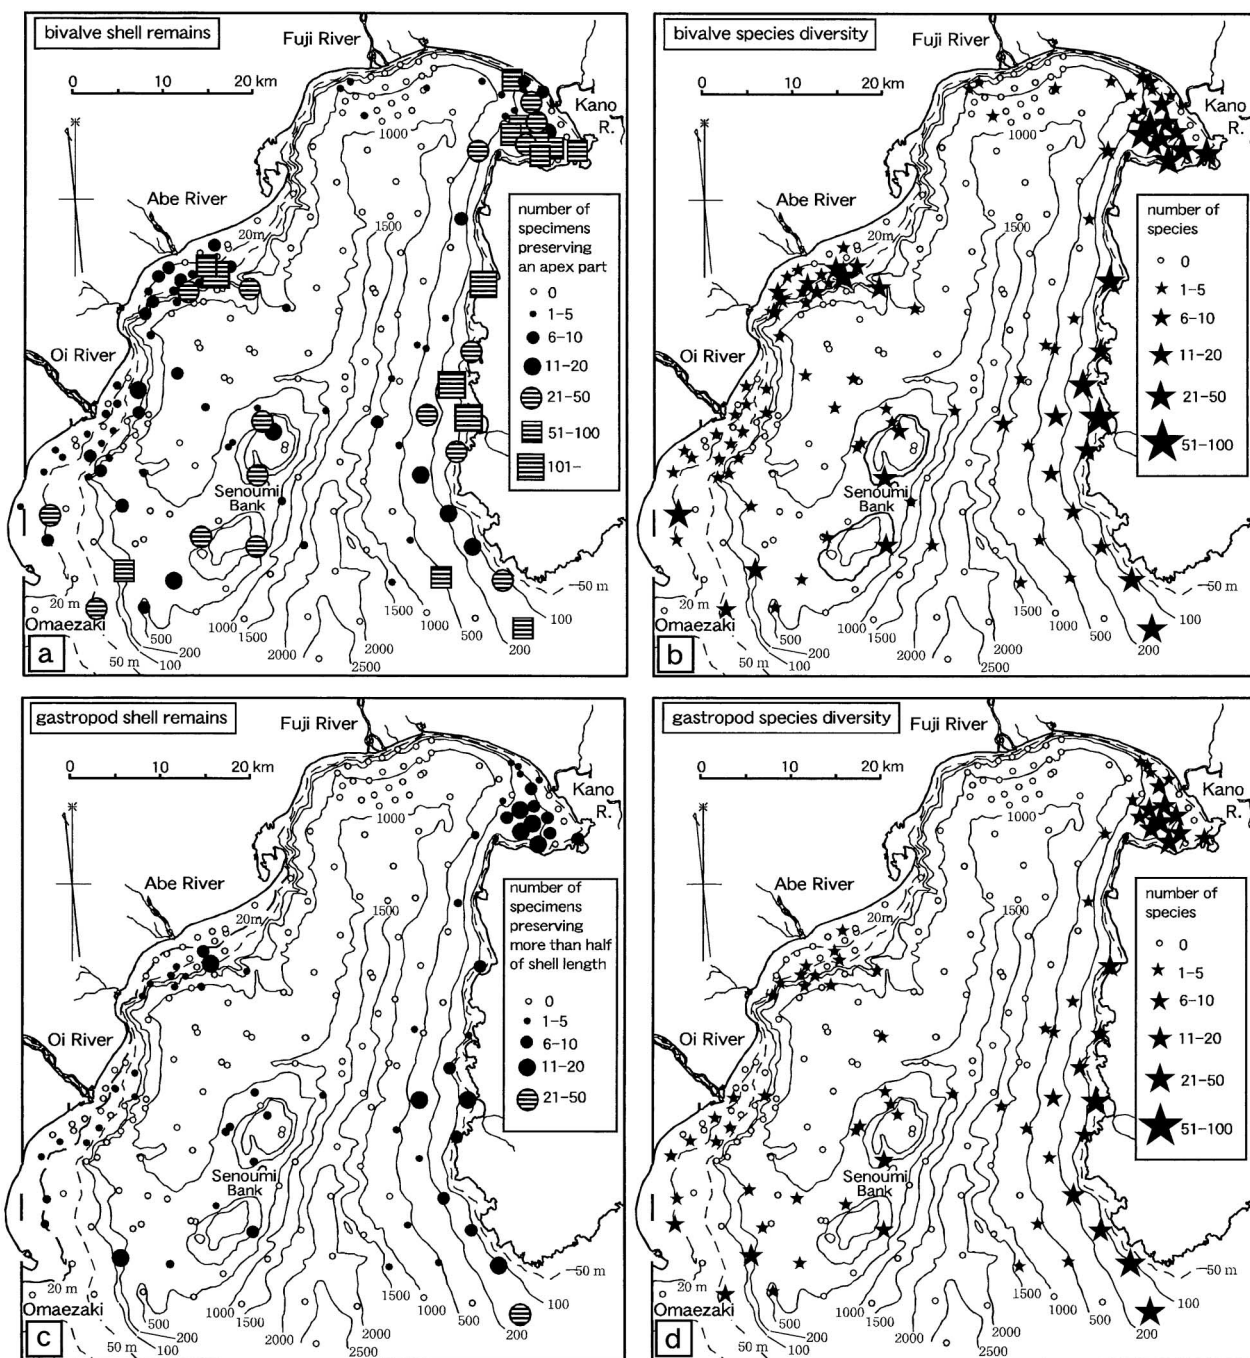 bivalve shell remains
Fuji River
0 10 20 km
Kano
R.
1000
Abe River
20m
1500
number of
specimens
preserving
an apex part
0
1–5
6–10
11–20
21–50
51–100
101–
Oi River
Senoumi
Bank
50 m
20 m
Omaezaki
50 m
100
200
500
1000
1500
2000
2500
2000
1500
1000
500
200
100
a
bivalve species diversity
Fuji River
0 10 20 km
Kano
R.
1000
Abe River
20m
1500
number of
species
0
1–5
6–10
11–20
21–50
51–100
Oi River
Senoumi
Bank
50 m
20 m
Omaezaki
50 m
100
200
500
1000
1500
2000
2500
2000
1500
1000
500
200
100
b
gastropod shell remains
Fuji River
0 10 20 km
Kano
R.
1000
Abe River
20m
1500
number of
specimens
preserving
more than half
of shell length
0
1–5
6–10
11–20
21–50
Oi River
Senoumi
Bank
50 m
20 m
Omaezaki
50 m
200
500
1000
1500
2000
2500
2000
1500
1000
500
200
100
c
gastropod species diversity
Fuji River
0 10 20 km
Kano
R.
1000
Abe River
20m
1500
number of
species
0
1–5
6–10
11–20
21–50
51–100
Oi River
Senoumi
Bank
50 m
20 m
Omaezaki
50 m
100
200
500
1000
1500
2000
2500
2000
1500
1000
500
200
100
d